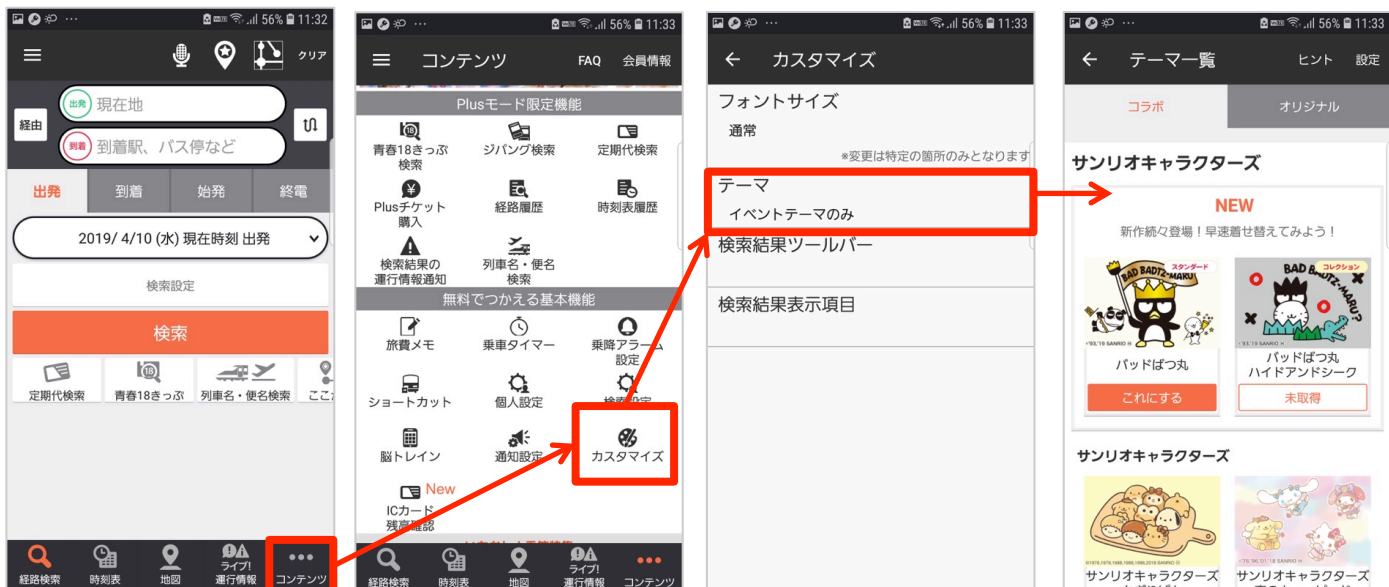 56% 11:32
クリア
経由
出発 現在地
到着 到着駅、バス停など
出発 到着 始発 終電
2019/ 4/10 (水) 現在時刻 出発
検索設定
検索
定期代検索 青春18きっぷ 列車名・便名検索
経路検索 時刻表 地図 ライブ! 運行情報 コンテンツ
56% 11:33
コンテンツ FAQ 会員情報
Plusモード限定機能
青春18きっぷ
検索
ジパング検索
定期代検索
Plusチケット
購入
経路履歴
時刻表履歴
検索結果の
運行情報通知
列車名・便名
検索
無料でつかえる基本機能
旅費メモ
乗車タイマー
乗降アラーム
設定
ショートカット
個人設定
検索設定
脳トレイン
通知設定
カスタマイズ
New
ICカード
残高確認
経路検索 時刻表 地図 ライブ! 運行情報 コンテンツ
56% 11:33
カスタマイズ
フォントサイズ
通常
*変更は特定の箇所のみとなります
テーマ
イベントテーマのみ
検索結果ツールバー
検索結果表示項目
56% 11:33
テーマ一覧 ヒント 設定
コラボ オリジナル
サンリオキャラクターズ
NEW
新作続々登場!早速着せ替えてみよう!
スタンダード
BAD BADTZ-MARU
バッドばつ丸
これにする
コレクション
BAD BADTZ-MARU?
バッドばつ丸
ハイドアンドシーク
未取得
サンリオキャラクターズ
サンリオキャラクターズ
サンリオキャラクターズ